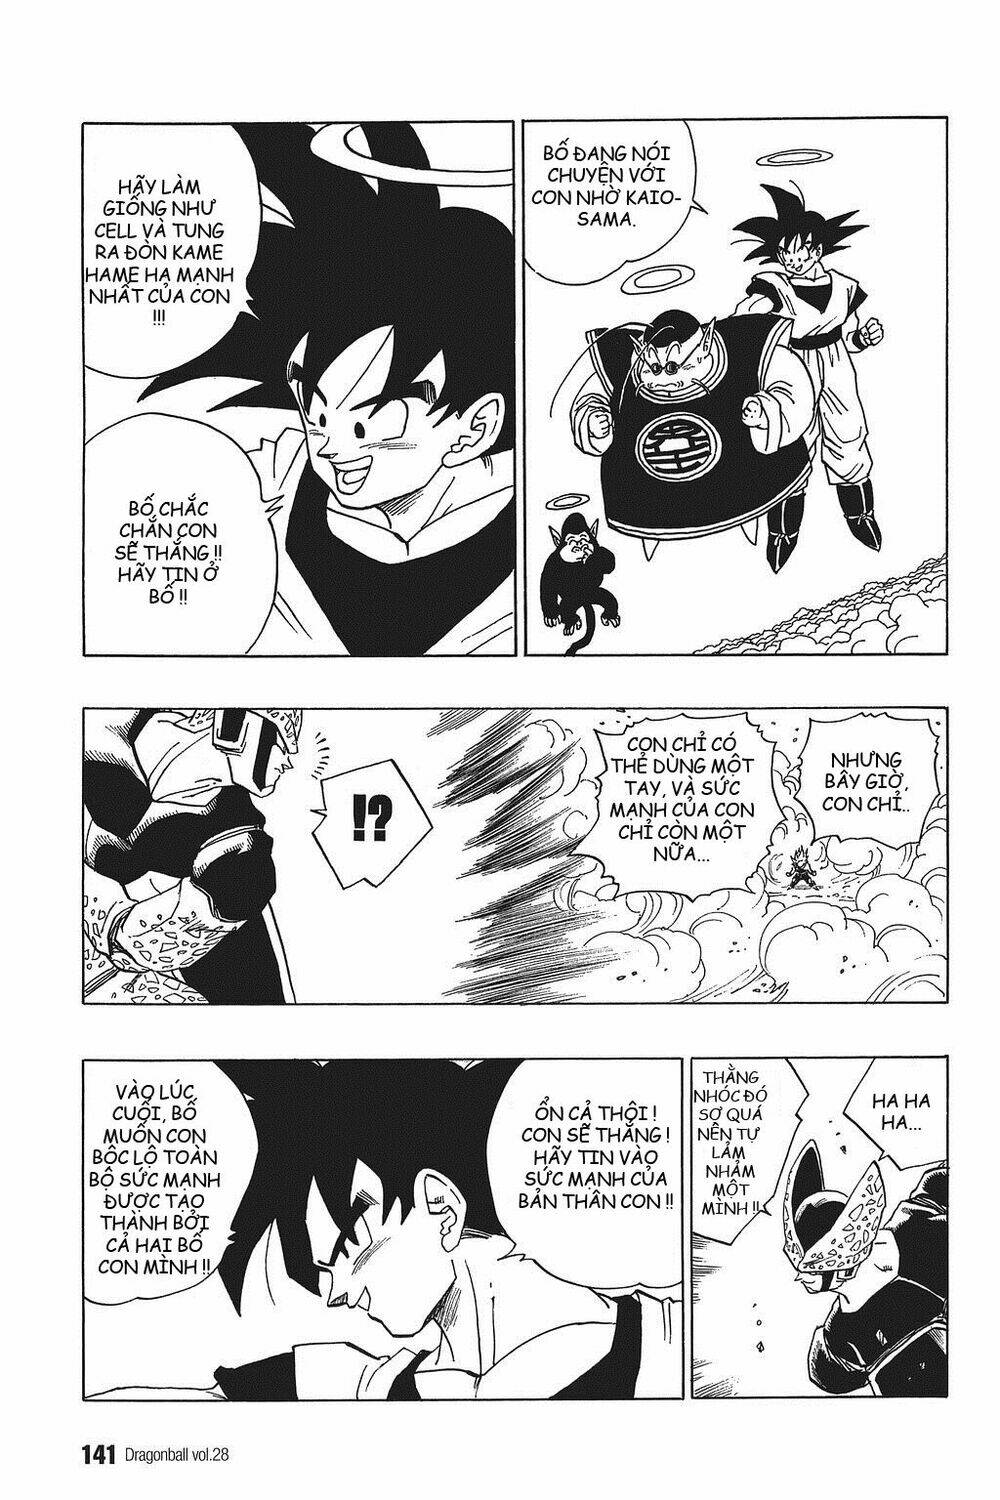 BỐ ĐANG NÓI
CHUYỆN VỚI
CON NHỜ KAIO-
SAMA.
HÃY LÀM
GIỐNG NHƯ
CELL VÀ TUNG
RA ĐÒN KAME
HAME HA MẠNH
NHẤT CỦA CON
!!!
BỐ CHẮC
CHẮN CON
SẼ THẮNG !!
HÃY TIN Ở
BỐ !!
NHƯNG
BÂY GIỜ,
CON CHỈ..
CON CHỈ CÓ
THỂ DÙNG MỘT
TAY, VÀ SỨC
MẠNH CỦA CON
CHỈ CÒN MỘT
NỮA...
!?
HA HA
HA...
THẰNG
NHÓC ĐÓ
SỢ QUÁ
NÊN TỰ
LẢM
NHẢM
MỘT
MÌNH !!
ỔN CẢ THÔI !
CON SẼ THẮNG !
HÃY TIN VÀO
SỨC MẠNH CỦA
BẢN THÂN CON !!
VÀO LÚC
CUỐI, BỐ
MUỐN CON
BỘC LỘ TOÀN
BỘ SỨC MẠNH
ĐƯỢC TẠO
THÀNH BỞI
CẢ HAI BỐ
CON MÌNH !!
141 Dragonball vol.28